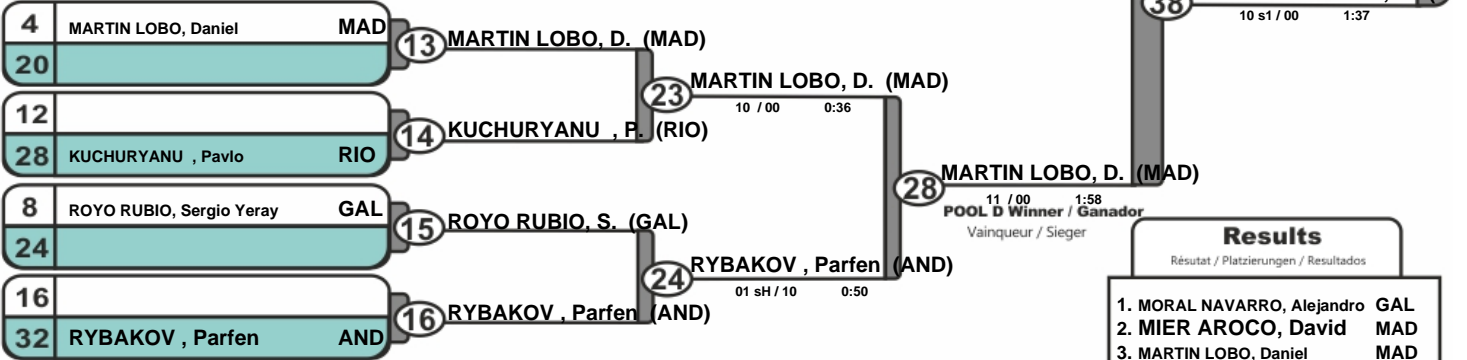 38
10 s1 / 00 1:37
4 MARTIN LOBO, Daniel MAD
20
13 MARTIN LOBO, D. (MAD)
23 MARTIN LOBO, D. (MAD)
10 / 00 0:36
12
28 KUCHURYANU , Pavlo RIO
14 KUCHURYANU , P. (RIO)
28 MARTIN LOBO, D. (MAD)
11 / 00 1:58
POOL D Winner / Ganador
Vainqueur / Sieger
8 ROYO RUBIO, Sergio Yeray GAL
24
15 ROYO RUBIO, S. (GAL)
24 RYBAKOV , Parfen (AND)
01 sH / 10 0:50
16
32 RYBAKOV , Parfen AND
16 RYBAKOV , Parfen (AND)
Results
Résutat / Platzierungen / Resultados
1. MORAL NAVARRO, Alejandro GAL
2. MIER AROCO, David MAD
3. MARTIN LOBO, Daniel MAD